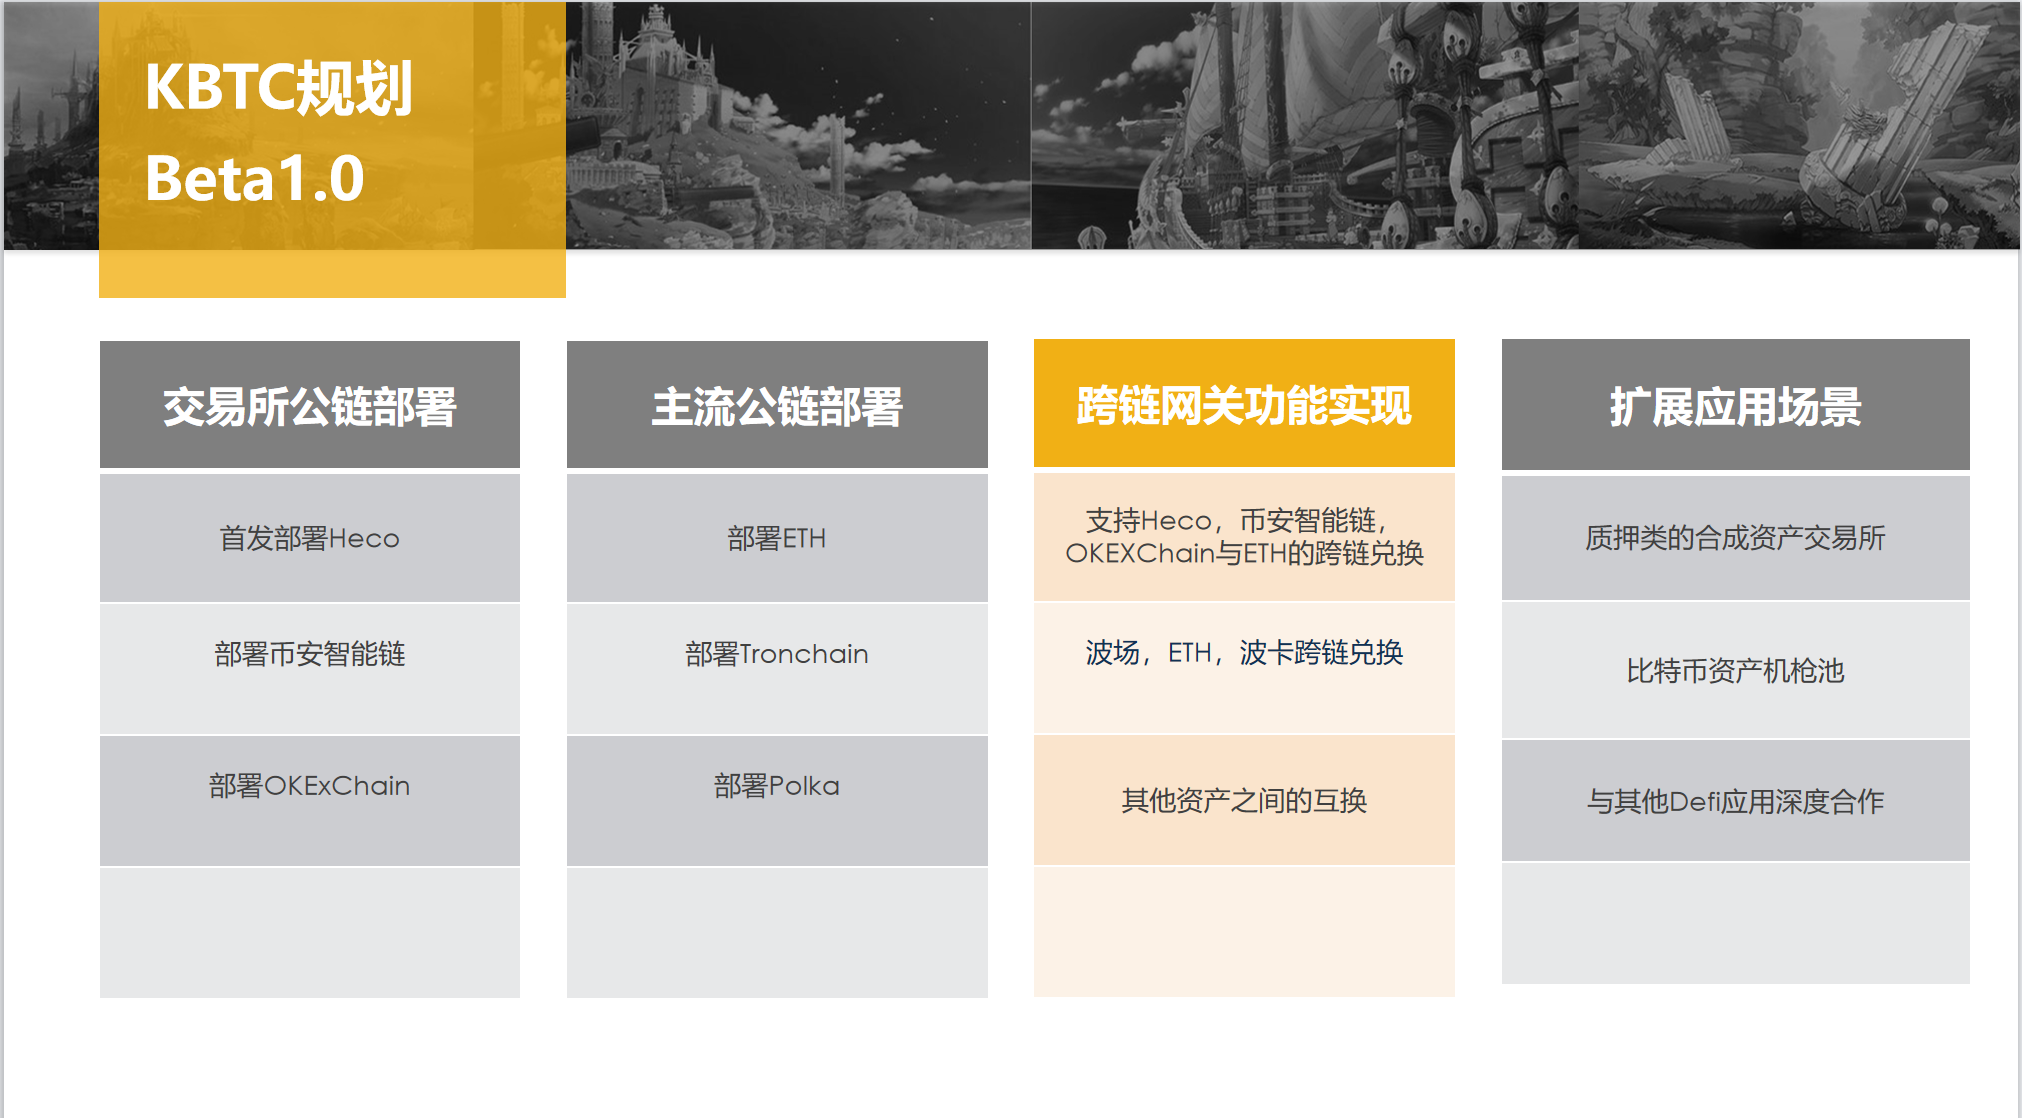 KBTC规划
Beta1.0
交易所公链部署
首发部署Heco
部署币安智能链
部署OKExChain
主流公链部署
部署ETH
部署Tronchain
部署Polka
跨链网关功能实现
支持Heco，币安智能链，
OKEXChain与ETH的跨链兑换
波场，ETH，波卡跨链兑换
其他资产之间的互换
扩展应用场景
质押类的合成资产交易所
比特币资产机枪池
与其他Defi应用深度合作